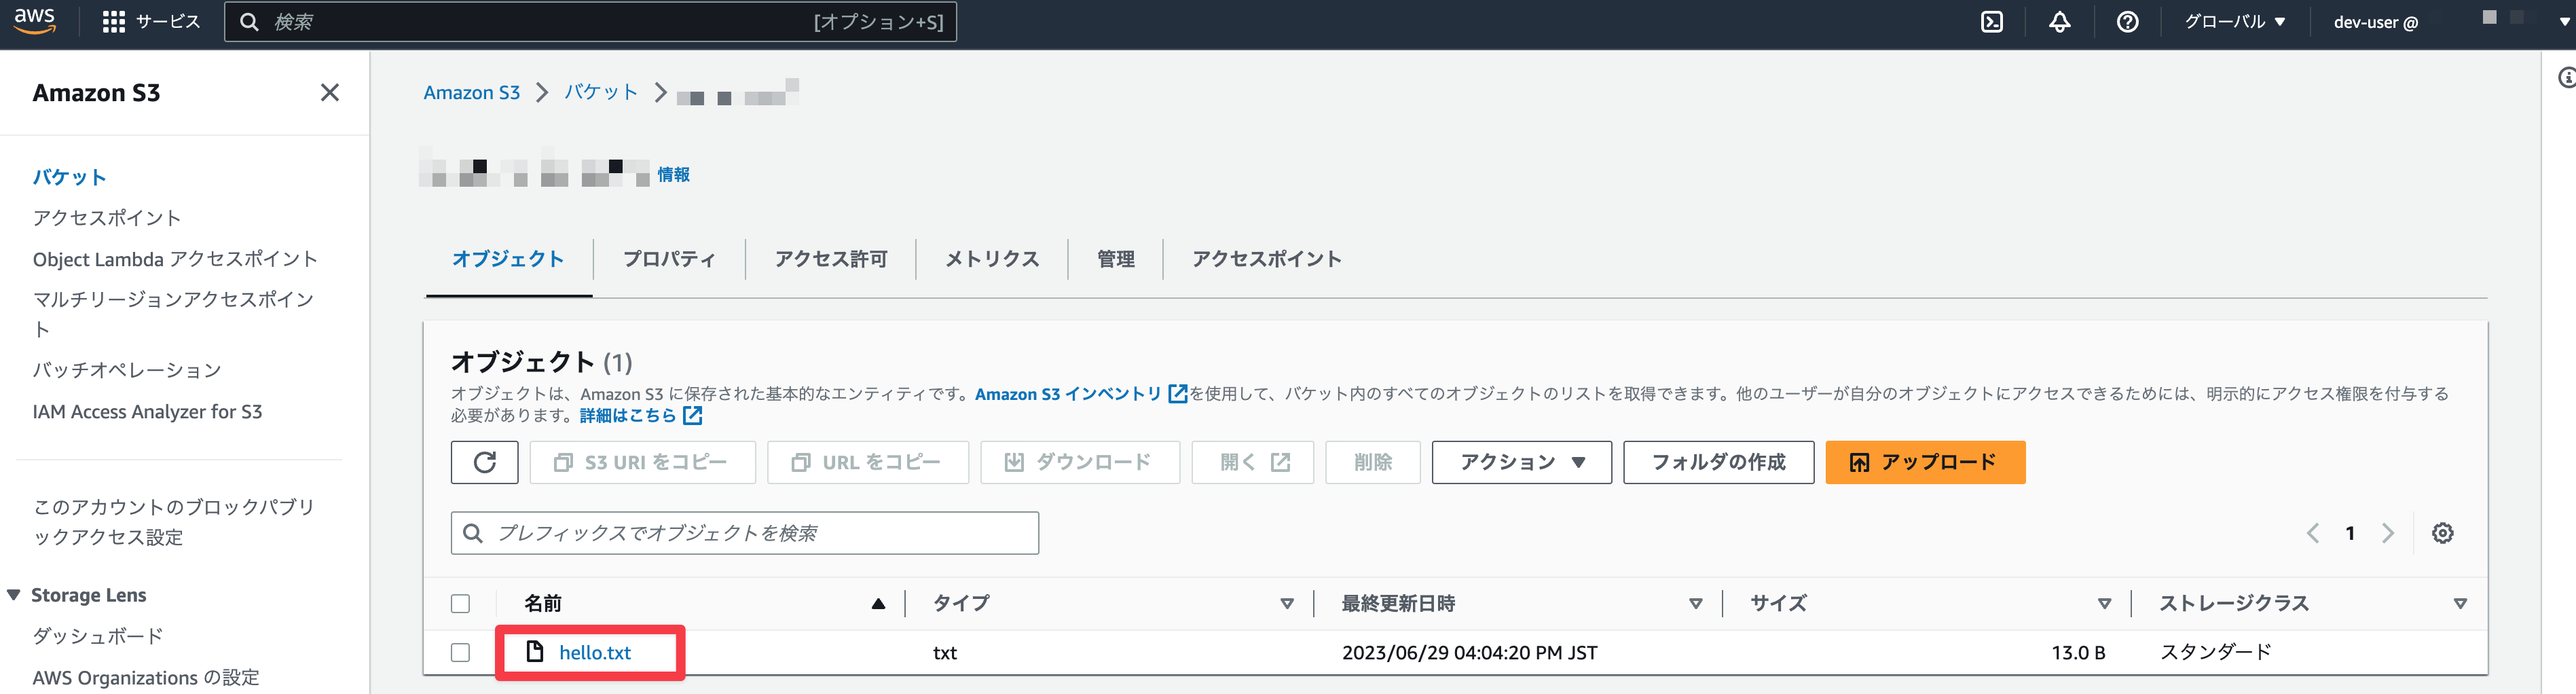 aws サービス 検索 [オプション+S] グローバル ▼ dev-user @
Amazon S3
バケット
アクセスポイント
Object Lambda アクセスポイント
マルチリージョンアクセスポイン
ト
バッチオペレーション
IAM Access Analyzer for S3
このアカウントのブロックパブリ
ックアクセス設定
▼ Storage Lens
ダッシュボード
AWS Organizations の設定
Amazon S3 > バケット >
情報
オブジェクト プロパティ アクセス許可 メトリクス 管理 アクセスポイント
オブジェクト (1)
オブジェクトは、Amazon S3 に保存された基本的なエンティティです。Amazon S3 インベントリ を使用して、バケット内のすべてのオブジェクトのリストを取得できます。他のユーザーが自分のオブジェクトにアクセスできるためには、明示的にアクセス権限を付与する
必要があります。詳細はこちら
S3 URI をコピー URL をコピー ダウンロード 開く 削除 アクション ▼ フォルダの作成 アップロード
プレフィックスでオブジェクトを検索 < 1 >
名前 タイプ 最終更新日時 サイズ ストレージクラス
hello.txt txt 2023/06/29 04:04:20 PM JST 13.0 B スタンダード